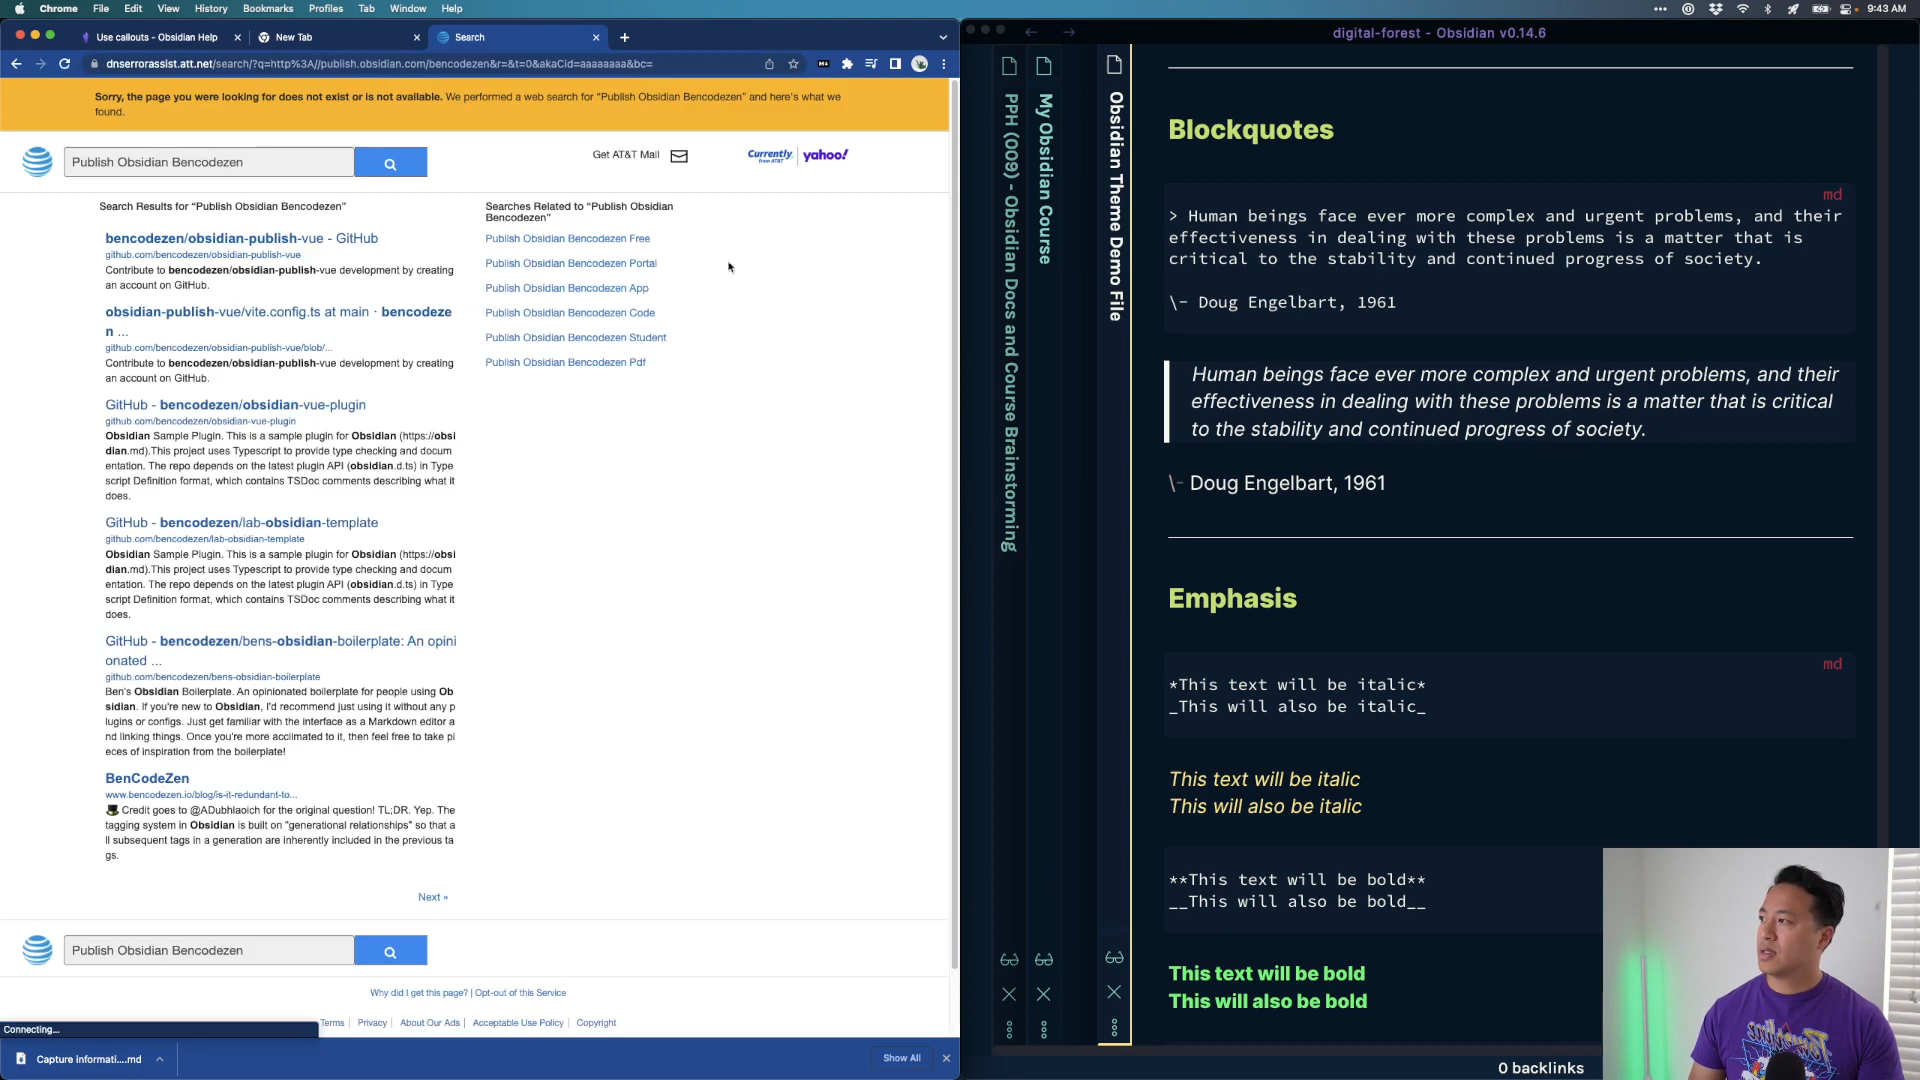 Chrome File Edit View History Bookmarks Profiles Tab Window Help
9:43 AM
Use callouts - Obsidian Help
New Tab
Search
dnserrorassist.att.net/search/?q=http%3A//publish.obsidian.com/bencodezen&r=&t=0&akaCid=aaaaaaaa&bc=
Sorry, the page you were looking for does not exist or is not available. We performed a web search for "Publish Obsidian Bencodezen" and here's what we
found.
Publish Obsidian Bencodezen
Get AT&T Mail
Currently from AT&T
yahoo!
Search Results for "Publish Obsidian Bencodezen"
bencodezen/obsidian-publish-vue - GitHub
github.com/bencodezen/obsidian-publish-vue
Contribute to bencodezen/obsidian-publish-vue development by creating
an account on GitHub.
obsidian-publish-vue/vite.config.ts at main · bencodeze
n ...
github.com/bencodezen/obsidian-publish-vue/blob/...
Contribute to bencodezen/obsidian-publish-vue development by creating
an account on GitHub.
GitHub - bencodezen/obsidian-vue-plugin
github.com/bencodezen/obsidian-vue-plugin
Obsidian Sample Plugin. This is a sample plugin for Obsidian (https://obsi
dian.md).This project uses Typescript to provide type checking and docum
entation. The repo depends on the latest plugin API (obsidian.d.ts) in Type
script Definition format, which contains TSDoc comments describing what it
does.
GitHub - bencodezen/lab-obsidian-template
github.com/bencodezen/lab-obsidian-template
Obsidian Sample Plugin. This is a sample plugin for Obsidian (https://obsi
dian.md).This project uses Typescript to provide type checking and docum
entation. The repo depends on the latest plugin API (obsidian.d.ts) in Type
script Definition format, which contains TSDoc comments describing what it
does.
GitHub - bencodezen/bens-obsidian-boilerplate: An opini
onated ...
github.com/bencodezen/bens-obsidian-boilerplate
Ben's Obsidian Boilerplate. An opinionated boilerplate for people using Ob
sidian. If you're new to Obsidian, I'd recommend just using it without any p
lugins or configs. Just get familiar with the interface as a Markdown editor a
nd linking things. Once you're more acclimated to it, then feel free to take pi
eces of inspiration from the boilerplate!
BenCodeZen
www.bencodezen.io/blog/is-it-redundant-to...
Credit goes to @ADubhlaoich for the original question! TL;DR. Yep. The
tagging system in Obsidian is built on "generational relationships" so that a
ll subsequent tags in a generation are inherently included in the previous ta
gs.
Next »
Searches Related to "Publish Obsidian
Bencodezen"
Publish Obsidian Bencodezen Free
Publish Obsidian Bencodezen Portal
Publish Obsidian Bencodezen App
Publish Obsidian Bencodezen Code
Publish Obsidian Bencodezen Student
Publish Obsidian Bencodezen Pdf
Publish Obsidian Bencodezen
Why did I get this page? | Opt-out of this Service
Terms | Privacy | About Our Ads | Acceptable Use Policy | Copyright
Connecting...
Capture informati....md
Show All
digital-forest - Obsidian v0.14.6
PPH (009) - Obsidian Docs and Course Brainstorming
My Obsidian Course
Obsidian Theme Demo File
Blockquotes
md
> Human beings face ever more complex and urgent problems, and their
effectiveness in dealing with these problems is a matter that is
critical to the stability and continued progress of society.
\- Doug Engelbart, 1961
Human beings face ever more complex and urgent problems, and their
effectiveness in dealing with these problems is a matter that is critical
to the stability and continued progress of society.
\- Doug Engelbart, 1961
Emphasis
md
*This text will be italic*
_This will also be italic_
This text will be italic
This will also be italic
**This text will be bold**
__This will also be bold__
This text will be bold
This will also be bold
0 backlinks